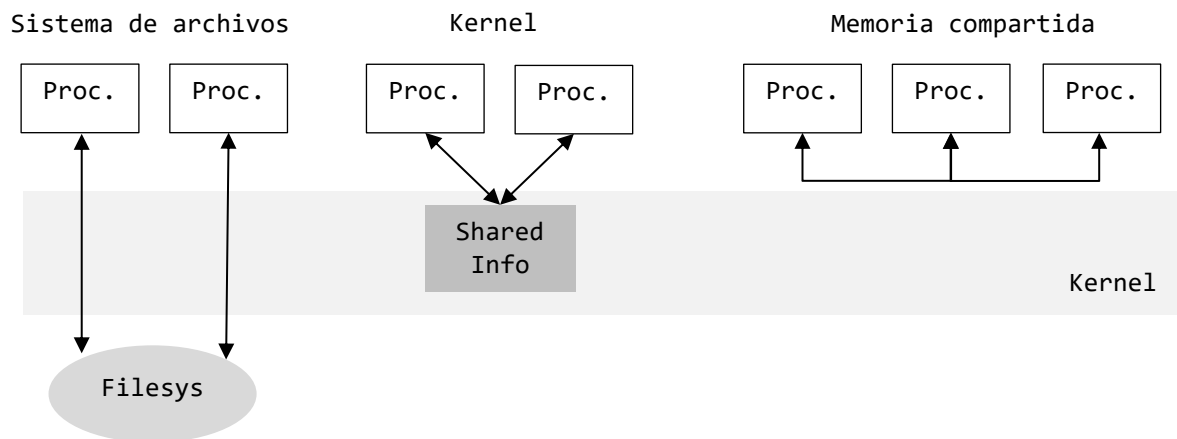 Sistema de archivos
Kernel
Memoria compartida
Proc.
Proc.
Proc.
Proc.
Proc.
Proc.
Proc.
Shared
Info
Kernel
Filesys